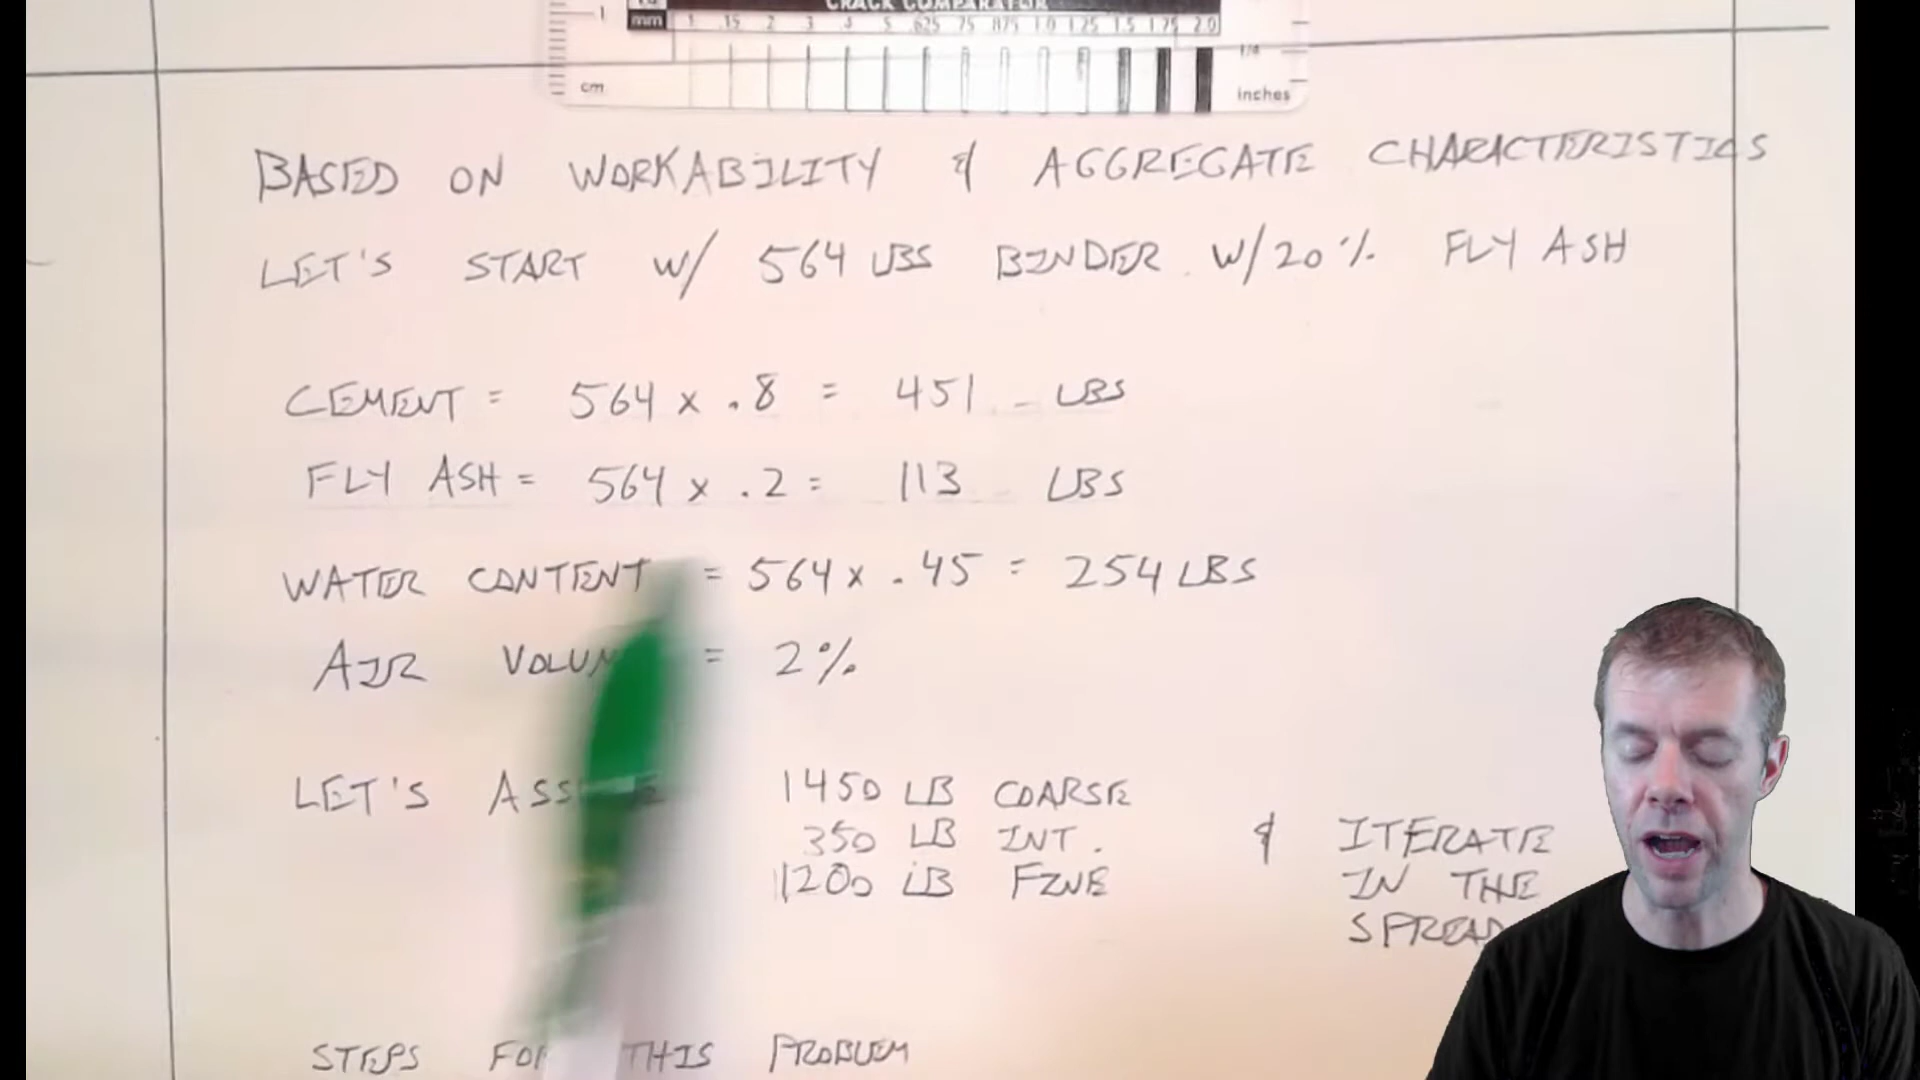 CRACK COMPARATOR
1
mm .1 .15 .2 .3 .4 .5 .625 .75 .875 1.0 1.25 1.5 1.75 2.0
1/4
cm inches
BASED ON WORKABILITY & AGGREGATE CHARACTERISTICS
LET'S START W/ 564 LBS BINDER W/20% FLY ASH
CEMENT = 564 x .8 = 451 LBS
FLY ASH = 564 x .2 = 113 LBS
WATER CONTENT = 564 x .45 = 254 LBS
AIR = 2%
LET'S 1450 LB COARSE
350 LB INT. & ITERATE
1200 LB FINE IN THE
STEPS THIS PROBLEM